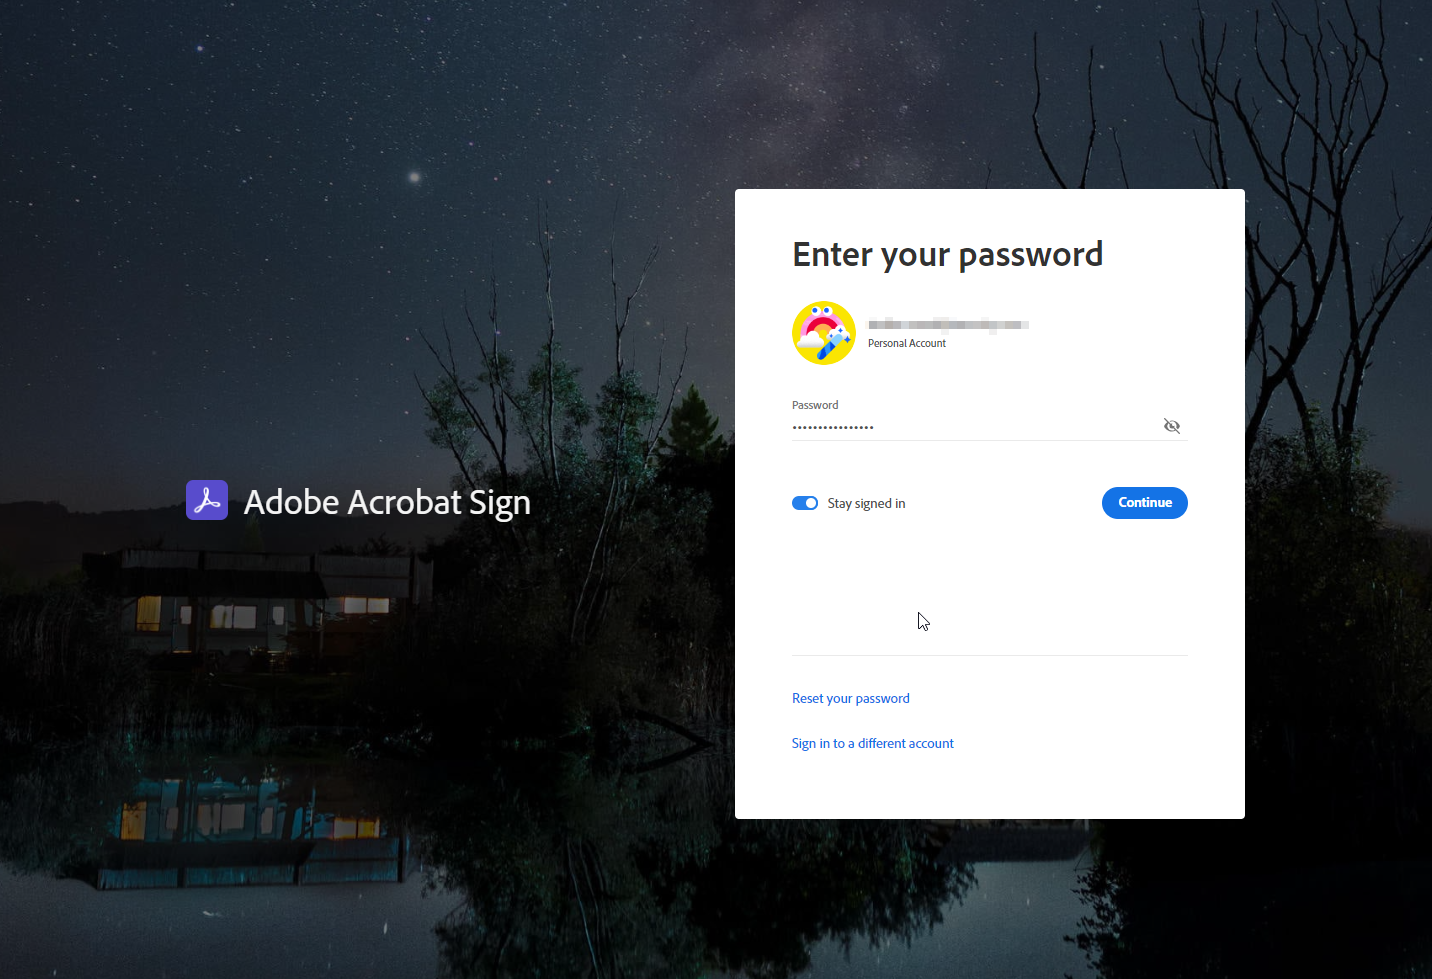 Adobe Acrobat Sign
Enter your password
Personal Account
Password
••••••••••••••••
Stay signed in
Continue
Reset your password
Sign in to a different account